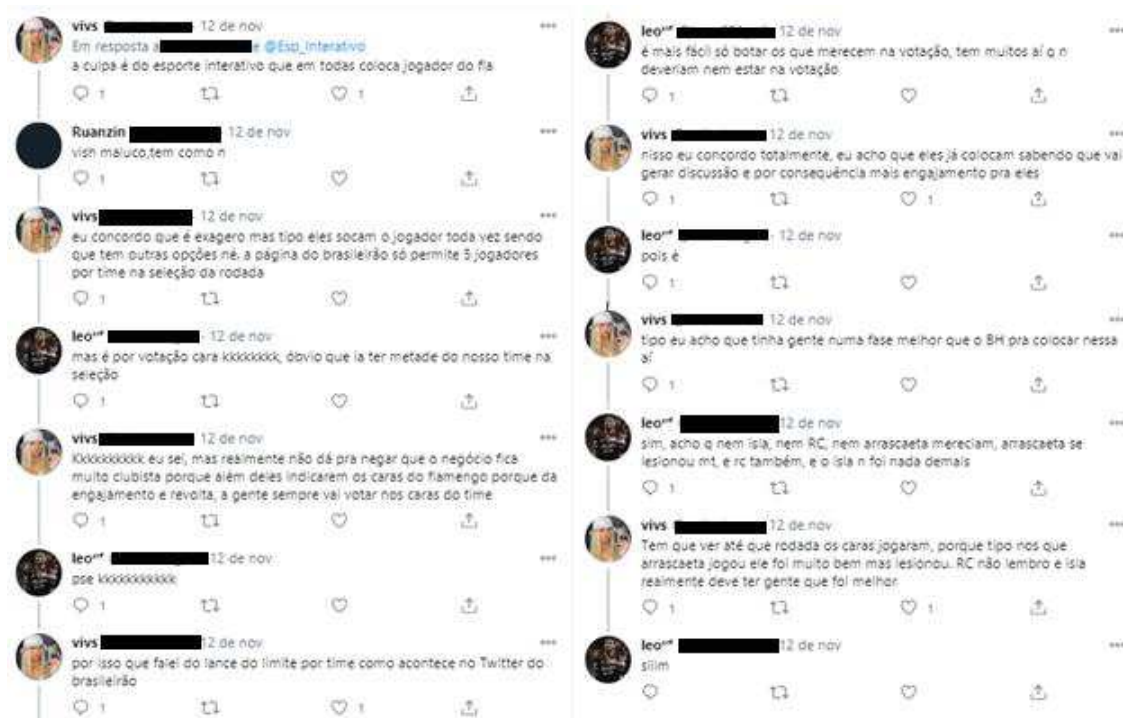 vivs 12 de nov
Em resposta a e @Esp_Interativo
a culpa é do esporte interativo que em todas coloca jogador do fla
1 1
Ruanzin 12 de nov
vish maluco,tem como n
1
vivs 12 de nov
eu concordo que é exagero mas tipo eles socam o jogador toda vez sendo
que tem outras opções né. a página do brasileirão só permite 5 jogadores
por time na seleção da rodada
1
leo 12 de nov
mas é por votação cara kkkkkkkk, óbvio que ia ter metade do nosso time na
seleção
1
vivs 12 de nov
Kkkkkkkkkk eu sei, mas realmente não dá pra negar que o negócio fica
muito clubista porque além deles indicarem os caras do flamengo porque da
engajamento e revolta, a gente sempre vai votar nos caras do time
1
leo 12 de nov
pse kkkkkkkkkkk
1
vivs 12 de nov
por isso que falei do lance do limite por time como acontece no Twitter do
brasileirão
1 1
leo 12 de nov
é mais fácil só botar os que merecem na votação, tem muitos aí q n
deveriam nem estar na votação
1
vivs 12 de nov
nisso eu concordo totalmente, eu acho que eles já colocam sabendo que vai
gerar discussão e por consequência mais engajamento pra eles
1 1
leo 12 de nov
pois é
1
vivs 12 de nov
tipo eu acho que tinha gente numa fase melhor que o BH pra colocar nessa
aí
1
leo 12 de nov
sim, acho q nem isla, nem RC, nem arrascaeta mereciam, arrascaeta se
lesionou mt, e rc também, e o isla n foi nada demais
1
vivs 12 de nov
Tem que ver até que rodada os caras jogaram, porque tipo nos que
arrascaeta jogou ele foi muito bem mas lesionou. RC não lembro e isla
realmente deve ter gente que foi melhor
1 1
leo 12 de nov
siiim